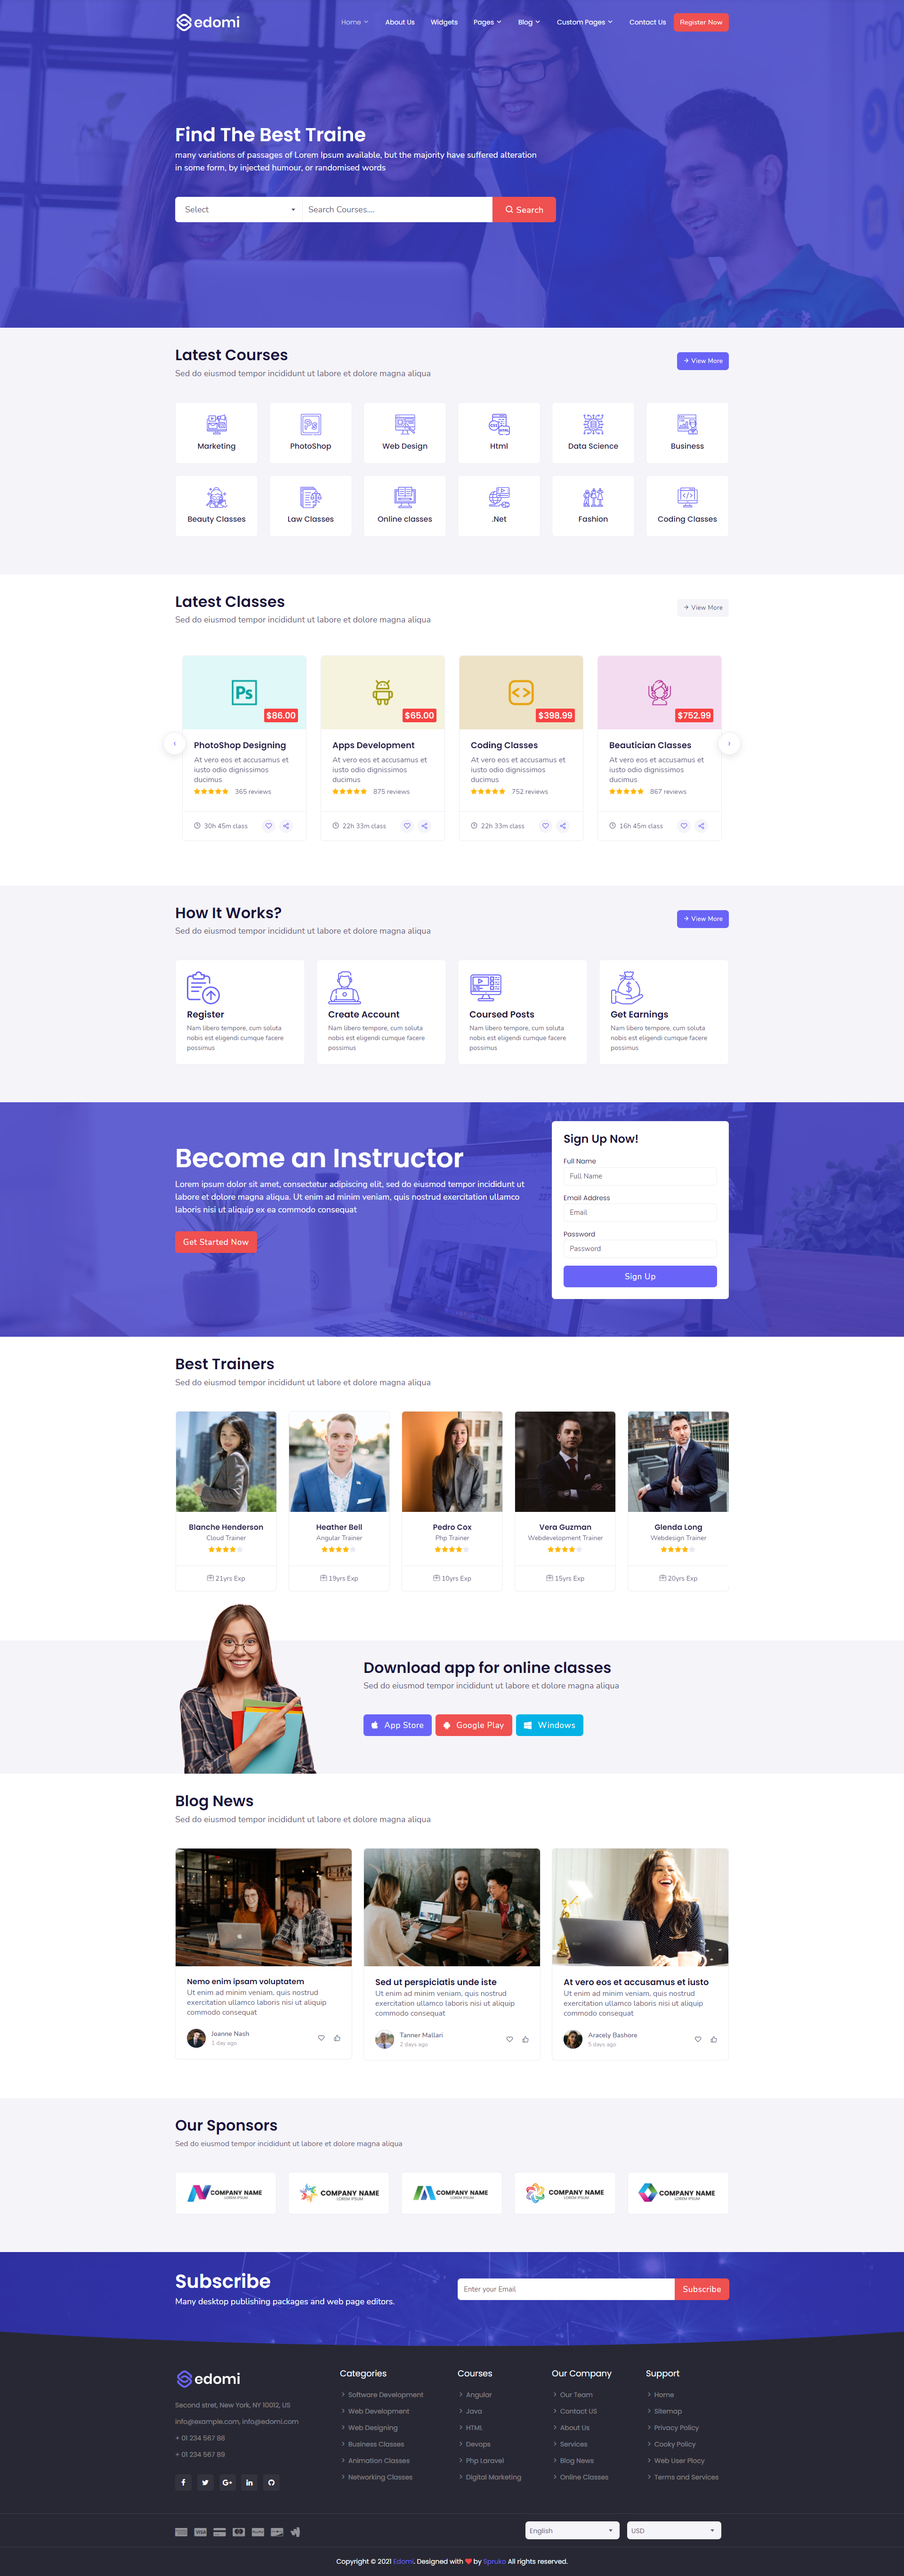 edomi
Home
About Us
Widgets
Pages
Blog
Custom Pages
Contact Us
Register Now
Find The Best Traine
many variations of passages of Lorem Ipsum available, but the majority have suffered alteration
in some form, by injected humour, or randomised words
Select
Search Courses....
Search
Latest Courses
Sed do eiusmod tempor incididunt ut labore et dolore magna aliqua
View More
Marketing
PhotoShop
Web Design
Html
Data Science
Business
Beauty Classes
Law Classes
Online classes
.Net
Fashion
Coding Classes
Latest Classes
Sed do eiusmod tempor incididunt ut labore et dolore magna aliqua
View More
Ps
$86.00
PhotoShop Designing
At vero eos et accusamus et
iusto odio dignissimos
ducimus
365 reviews
30h 45m class
$65.00
Apps Development
At vero eos et accusamus et
iusto odio dignissimos
ducimus
875 reviews
22h 33m class
$398.99
Coding Classes
At vero eos et accusamus et
iusto odio dignissimos
ducimus
752 reviews
22h 33m class
$752.99
Beautician Classes
At vero eos et accusamus et
iusto odio dignissimos
ducimus
867 reviews
16h 45m class
How It Works?
Sed do eiusmod tempor incididunt ut labore et dolore magna aliqua
View More
Register
Nam libero tempore, cum soluta
nobis est eligendi cumque facere
possimus
Create Account
Nam libero tempore, cum soluta
nobis est eligendi cumque facere
possimus
Coursed Posts
Nam libero tempore, cum soluta
nobis est eligendi cumque facere
possimus
Get Earnings
Nam libero tempore, cum soluta
nobis est eligendi cumque facere
possimus
ANYWHERE
Become an Instructor
Lorem ipsum dolor sit amet, consectetur adipiscing elit, sed do eiusmod tempor incididunt ut
labore et dolore magna aliqua. Ut enim ad minim veniam, quis nostrud exercitation ullamco
laboris nisi ut aliquip ex ea commodo consequat
Get Started Now
Sign Up Now!
Full Name
Full Name
Email Address
Email
Password
Password
Sign Up
Best Trainers
Sed do eiusmod tempor incididunt ut labore et dolore magna aliqua
Blanche Henderson
Cloud Trainer
21yrs Exp
Heather Bell
Angular Trainer
19yrs Exp
Pedro Cox
Php Trainer
10yrs Exp
Vera Guzman
Webdevelopment Trainer
15yrs Exp
Glenda Long
Webdesign Trainer
20yrs Exp
Download app for online classes
Sed do eiusmod tempor incididunt ut labore et dolore magna aliqua
App Store
Google Play
Windows
Blog News
Sed do eiusmod tempor incididunt ut labore et dolore magna aliqua
Nemo enim ipsam voluptatem
Ut enim ad minim veniam, quis nostrud
exercitation ullamco laboris nisi ut aliquip
commodo consequat
Joanne Nash
1 day ago
Sed ut perspiciatis unde iste
Ut enim ad minim veniam, quis nostrud
exercitation ullamco laboris nisi ut aliquip
commodo consequat
Tanner Mallari
2 days ago
At vero eos et accusamus et iusto
Ut enim ad minim veniam, quis nostrud
exercitation ullamco laboris nisi ut aliquip
commodo consequat
Aracely Bashore
5 days ago
Our Sponsors
Sed do eiusmod tempor incididunt ut labore et dolore magna aliqua
COMPANY NAME
LOREM IPSUM
COMPANY NAME
LOREM IPSUM
COMPANY NAME
LOREM IPSUM
COMPANY NAME
LOREM IPSUM
COMPANY NAME
LOREM IPSUM
Subscribe
Many desktop publishing packages and web page editors.
Enter your Email
Subscribe
edomi
Second stret, New York, NY 10012, US
info@example.com, info@edomi.com
+ 01 234 567 88
+ 01 234 567 89
Categories
Software Development
Web Development
Web Designing
Business Classes
Animation Classes
Networking Classes
Courses
Angular
Java
HTML
Devops
Php Laravel
Digital Marketing
Our Company
Our Team
Contact US
About Us
Services
Blog News
Online Classes
Support
Home
Sitemap
Privacy Policy
Cooky Policy
Web User Plocy
Terms and Services
VISA
English
USD
Copyright © 2021 Edomi. Designed with ❤ by Spruko All rights reserved.